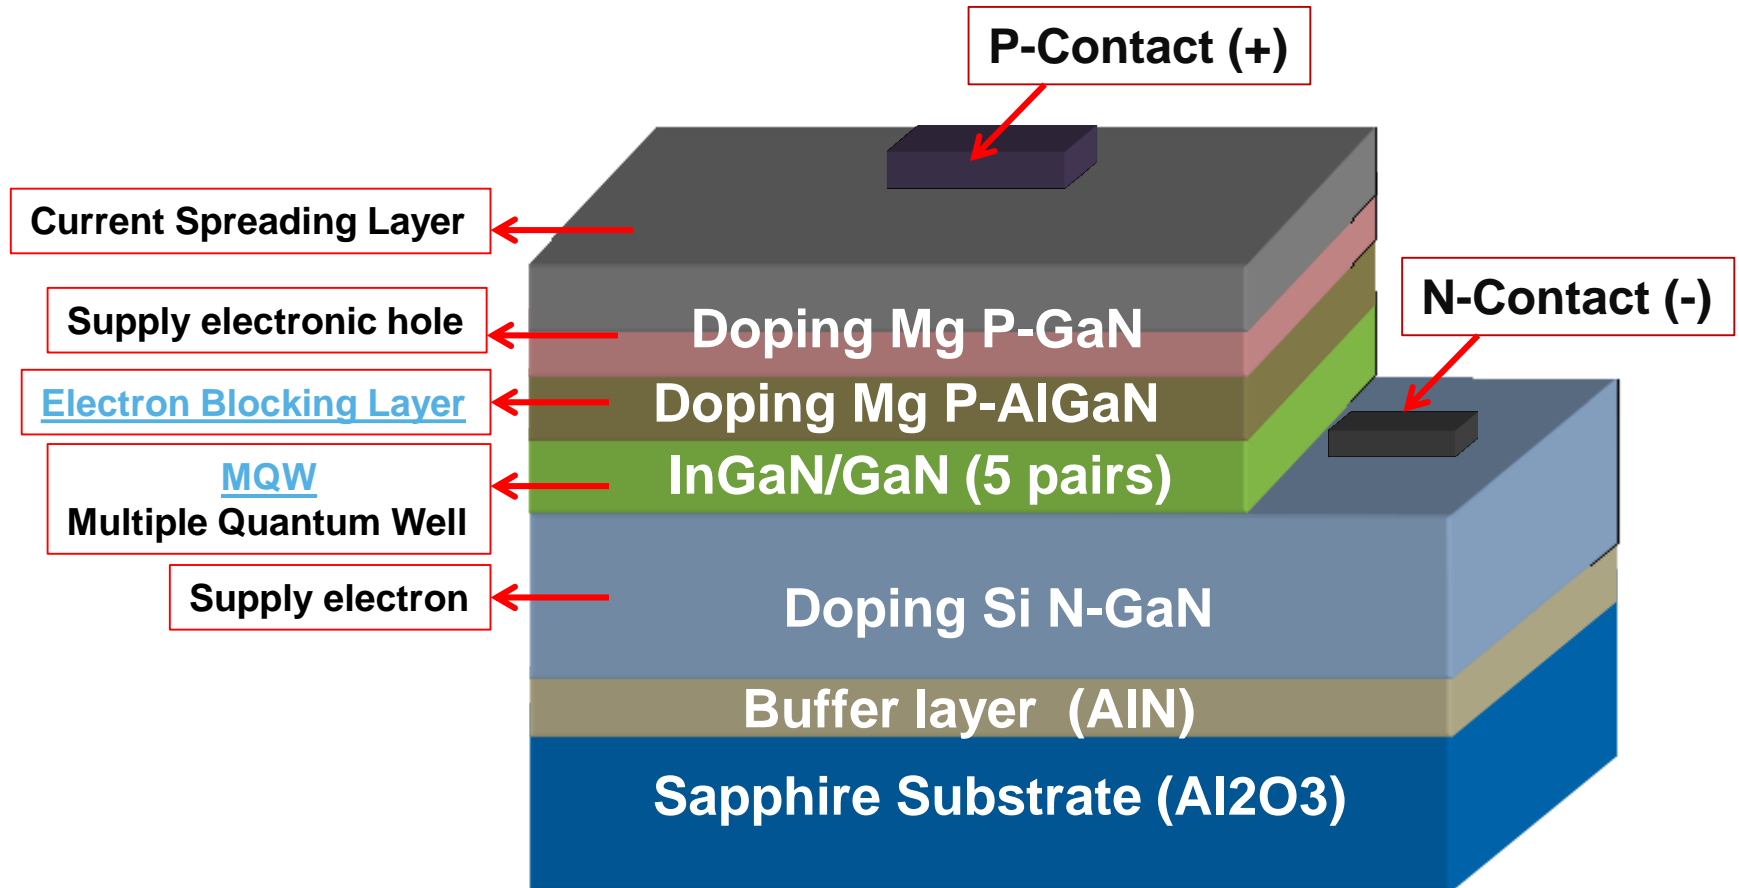 P-Contact (+)
Current Spreading Layer
N-Contact (-)
Supply electronic hole
Doping Mg P-GaN
Electron Blocking Layer
Doping Mg P-AlGaN
MQW
Multiple Quantum Well
InGaN/GaN (5 pairs)
Supply electron
Doping Si N-GaN
Buffer layer (AlN)
Sapphire Substrate (Al2O3)